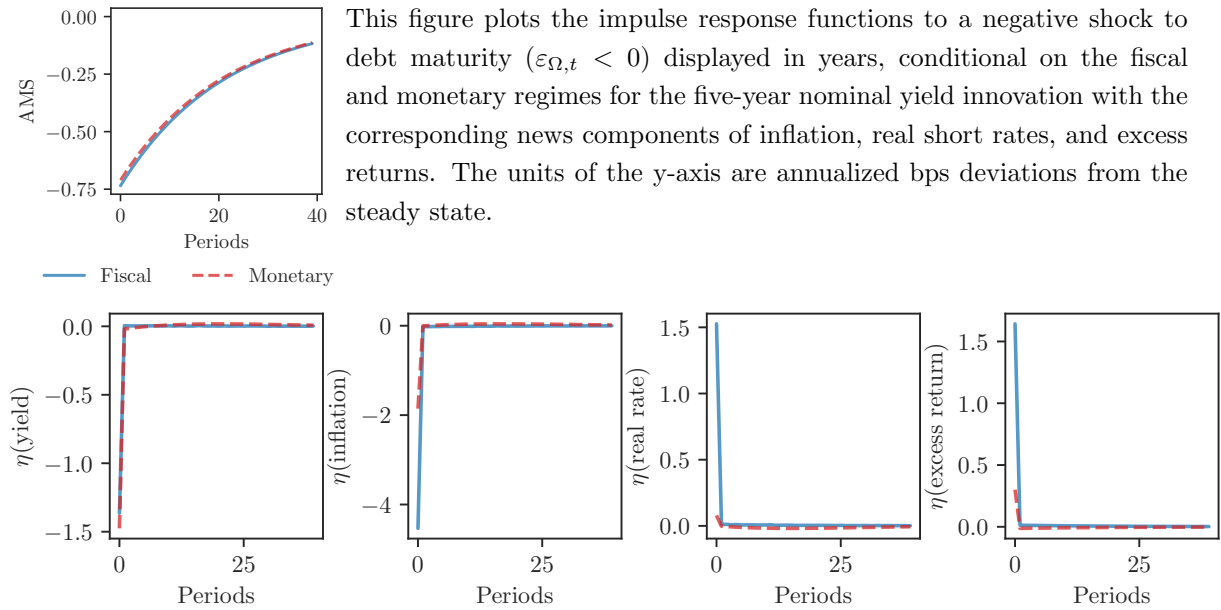 0.00
−0.25
−0.50
−0.75
AMS
0
20
40
Periods
This figure plots the impulse response functions to a negative shock to
debt maturity (ε_{Ω,t} < 0) displayed in years, conditional on the fiscal
and monetary regimes for the five-year nominal yield innovation with the
corresponding news components of inflation, real short rates, and excess
returns. The units of the y-axis are annualized bps deviations from the
steady state.
Fiscal
Monetary
0.0
−0.5
−1.0
−1.5
η(yield)
0
25
Periods
0
−2
−4
η(inflation)
0
25
Periods
1.5
1.0
0.5
0.0
η(real rate)
0
25
Periods
1.5
1.0
0.5
0.0
η(excess return)
0
25
Periods